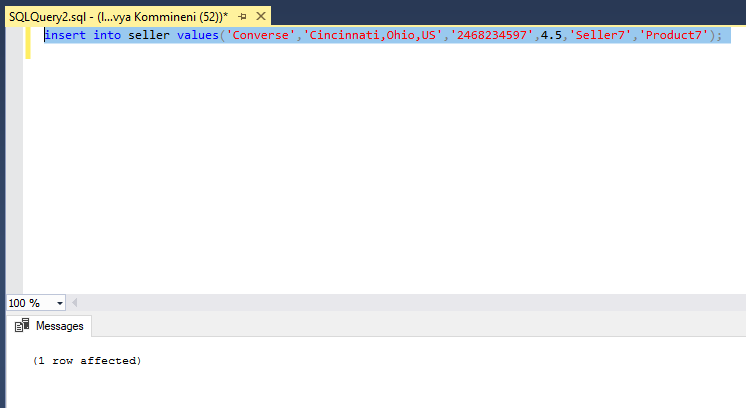 SQLQuery2.sql - (l...vya Kommineni (52))*
insert into seller values('Converse','Cincinnati,Ohio,US','2468234597',4.5,'Seller7','Product7');
100 %
Messages
(1 row affected)